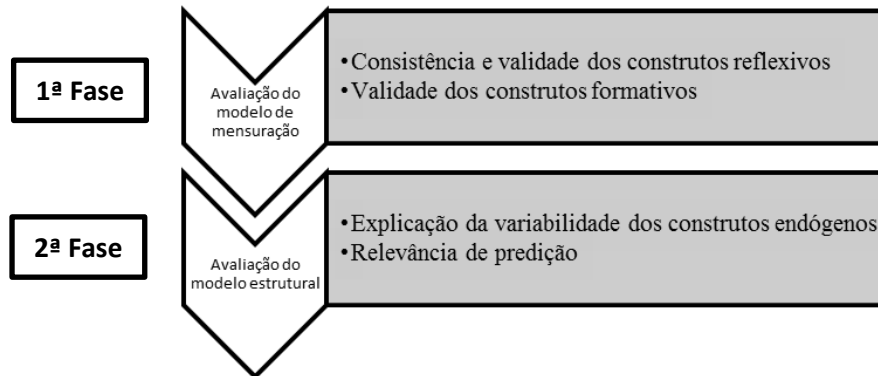 1ª Fase
Avaliação do
modelo de
mensuração
•Consistência e validade dos construtos reflexivos
•Validade dos construtos formativos
2ª Fase
Avaliação do
modelo estrutural
•Explicação da variabilidade dos construtos endógenos
•Relevância de predição